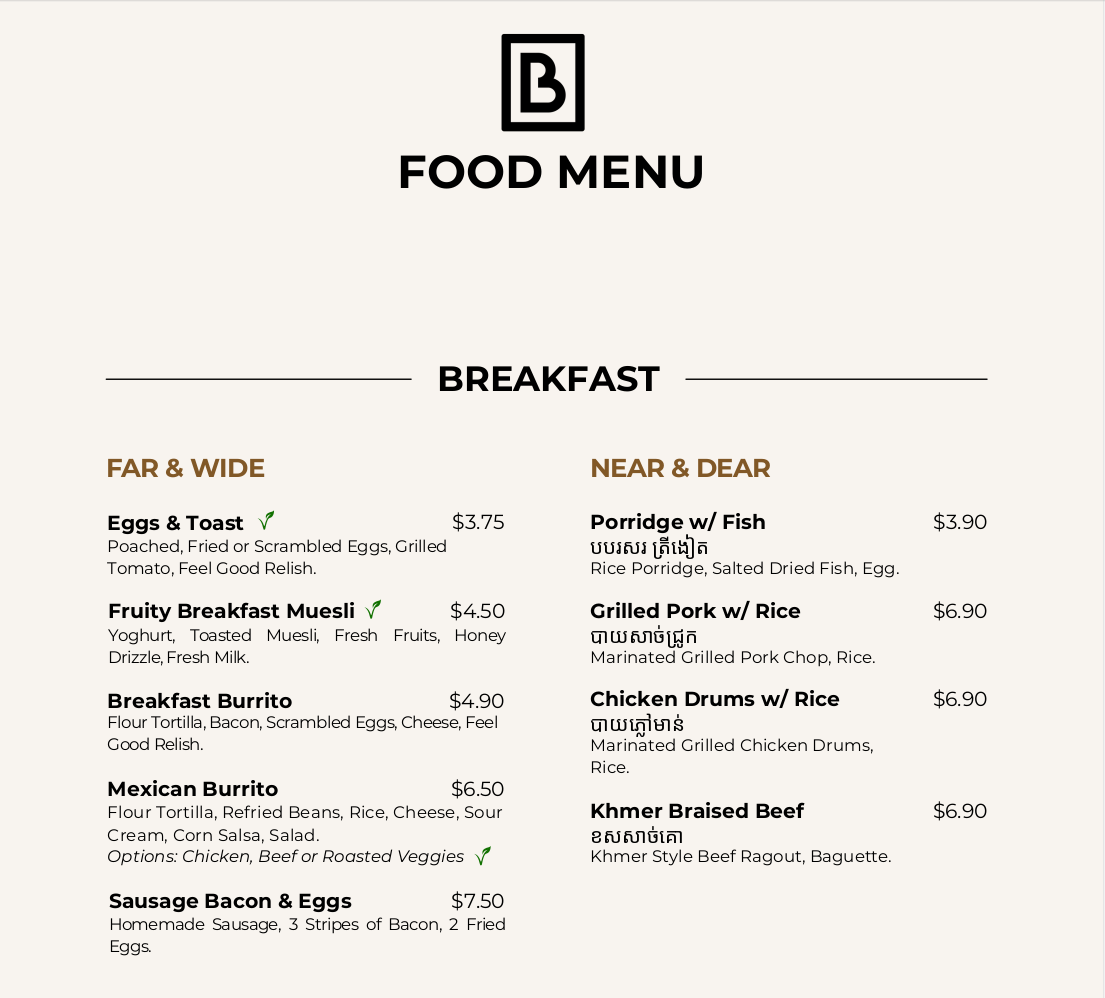 B
FOOD MENU
BREAKFAST
FAR & WIDE
Eggs & Toast $3.75
Poached, Fried or Scrambled Eggs, Grilled
Tomato, Feel Good Relish.
Fruity Breakfast Muesli $4.50
Yoghurt, Toasted Muesli, Fresh Fruits, Honey
Drizzle, Fresh Milk.
Breakfast Burrito $4.90
Flour Tortilla, Bacon, Scrambled Eggs, Cheese, Feel
Good Relish.
Mexican Burrito $6.50
Flour Tortilla, Refried Beans, Rice, Cheese, Sour
Cream, Corn Salsa, Salad.
Options: Chicken, Beef or Roasted Veggies
Sausage Bacon & Eggs $7.50
Homemade Sausage, 3 Stripes of Bacon, 2 Fried
Eggs.
NEAR & DEAR
Porridge w/ Fish $3.90
បបរសរ ត្រីងៀត
Rice Porridge, Salted Dried Fish, Egg.
Grilled Pork w/ Rice $6.90
បាយសាច់ជ្រូក
Marinated Grilled Pork Chop, Rice.
Chicken Drums w/ Rice $6.90
បាយភ្លៅមាន់
Marinated Grilled Chicken Drums,
Rice.
Khmer Braised Beef $6.90
ខសសាច់គោ
Khmer Style Beef Ragout, Baguette.